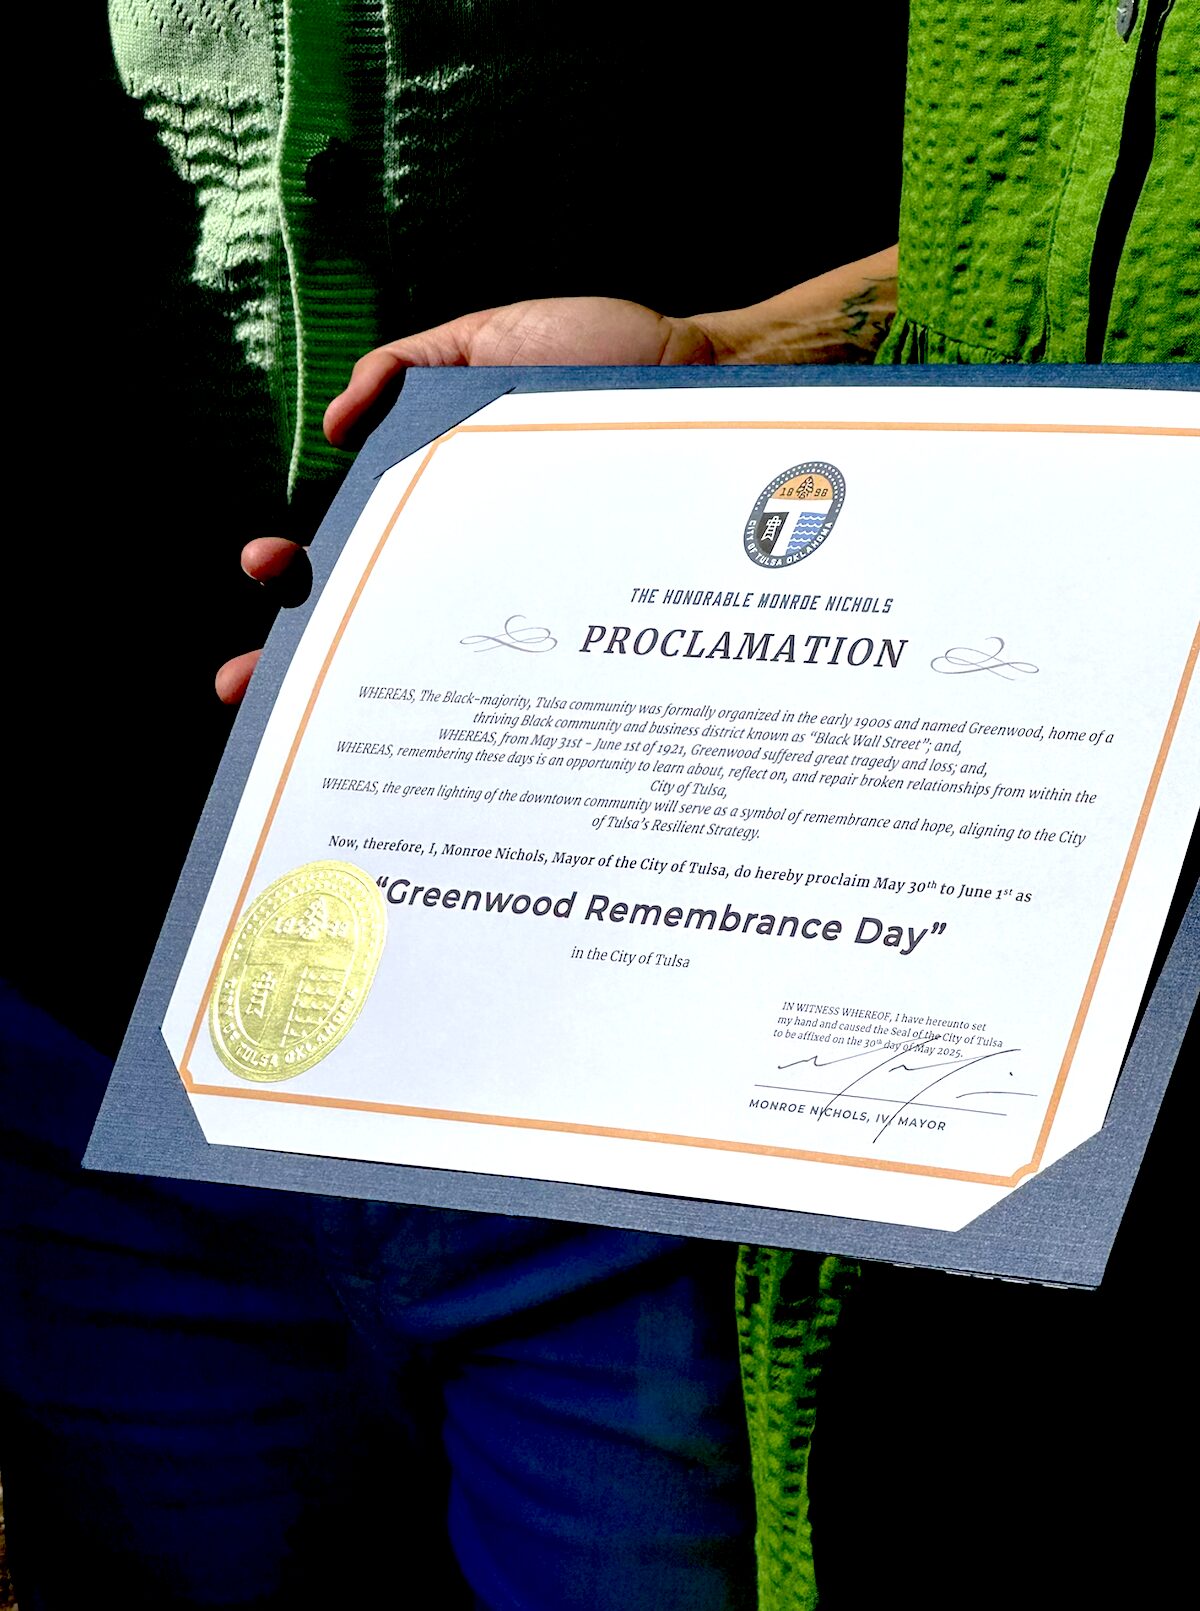 1898
CITY OF TULSA OKLAHOMA
THE HONORABLE MONROE NICHOLS
PROCLAMATION
WHEREAS, The Black-majority, Tulsa community was formally organized in the early 1900s and named Greenwood, home of a
thriving Black community and business district known as “Black Wall Street”; and,
WHEREAS, from May 31st - June 1st of 1921, Greenwood suffered great tragedy and loss; and,
WHEREAS, remembering these days is an opportunity to learn about, reflect on, and repair broken relationships from within the
City of Tulsa,
WHEREAS, the green lighting of the downtown community will serve as a symbol of remembrance and hope, aligning to the City
of Tulsa’s Resilient Strategy.
Now, therefore, I, Monroe Nichols, Mayor of the City of Tulsa, do hereby proclaim May 30th to June 1st as
“Greenwood Remembrance Day”
in the City of Tulsa
1898
CITY OF TULSA OKLAHOMA
IN WITNESS WHEREOF, I have hereunto set
my hand and caused the Seal of the City of Tulsa
to be affixed on the 30th day of May 2025.
MONROE NICHOLS, IV, MAYOR